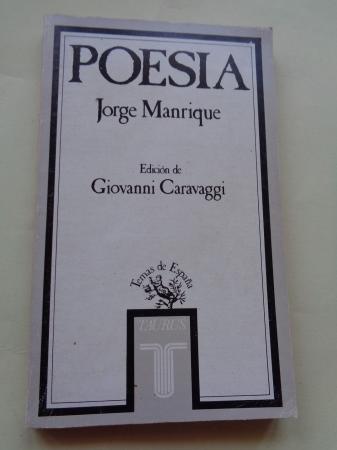 POESIA
Jorge Manrique
Edición de
Giovanni Caravaggi
Temas de España
TAURUS